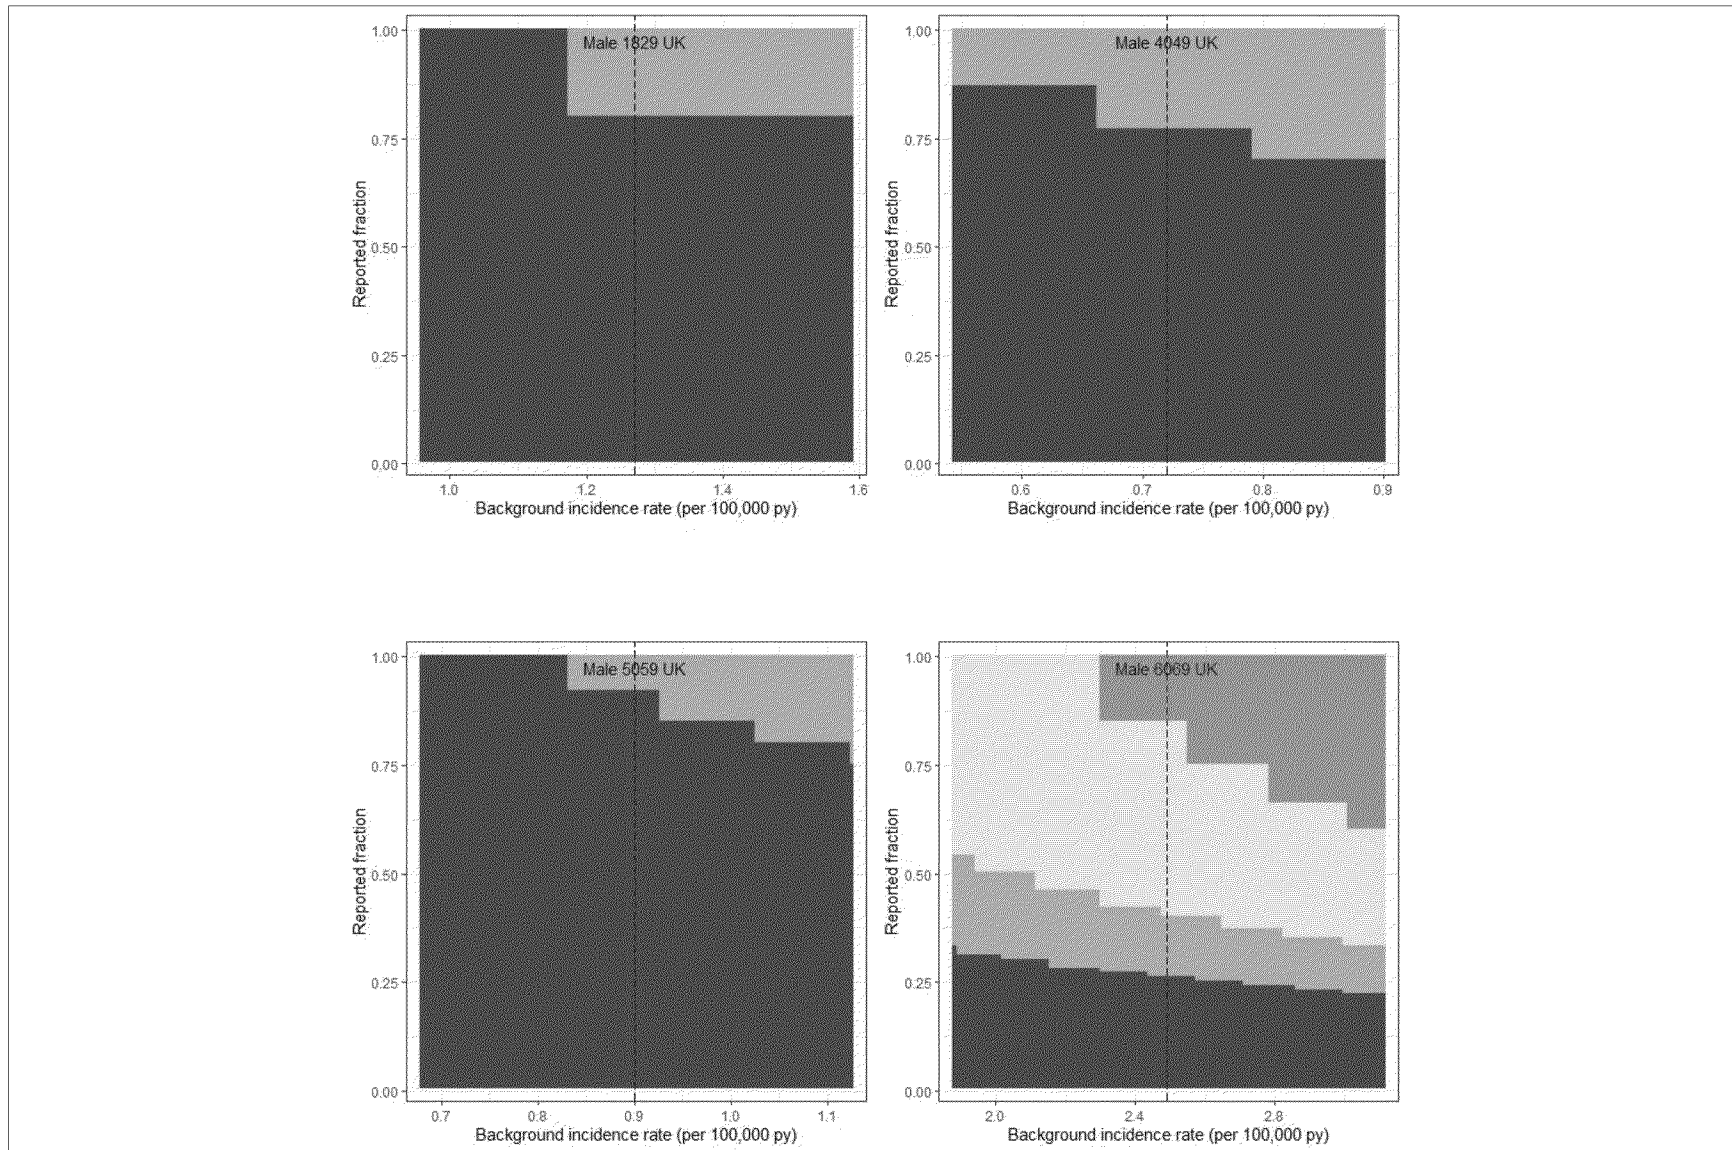 Male 1829 UK
1.00
0.75
0.50
0.25
0.00
Reported fraction
1.0 1.2 1.4 1.6
Background incidence rate (per 100,000 py)
Male 4049 UK
1.00
0.75
0.50
0.25
0.00
Reported fraction
0.6 0.7 0.8 0.9
Background incidence rate (per 100,000 py)
Male 5059 UK
1.00
0.75
0.50
0.25
0.00
Reported fraction
0.7 0.8 0.9 1.0 1.1
Background incidence rate (per 100,000 py)
Male 6069 UK
1.00
0.75
0.50
0.25
0.00
Reported fraction
2.0 2.4 2.8
Background incidence rate (per 100,000 py)